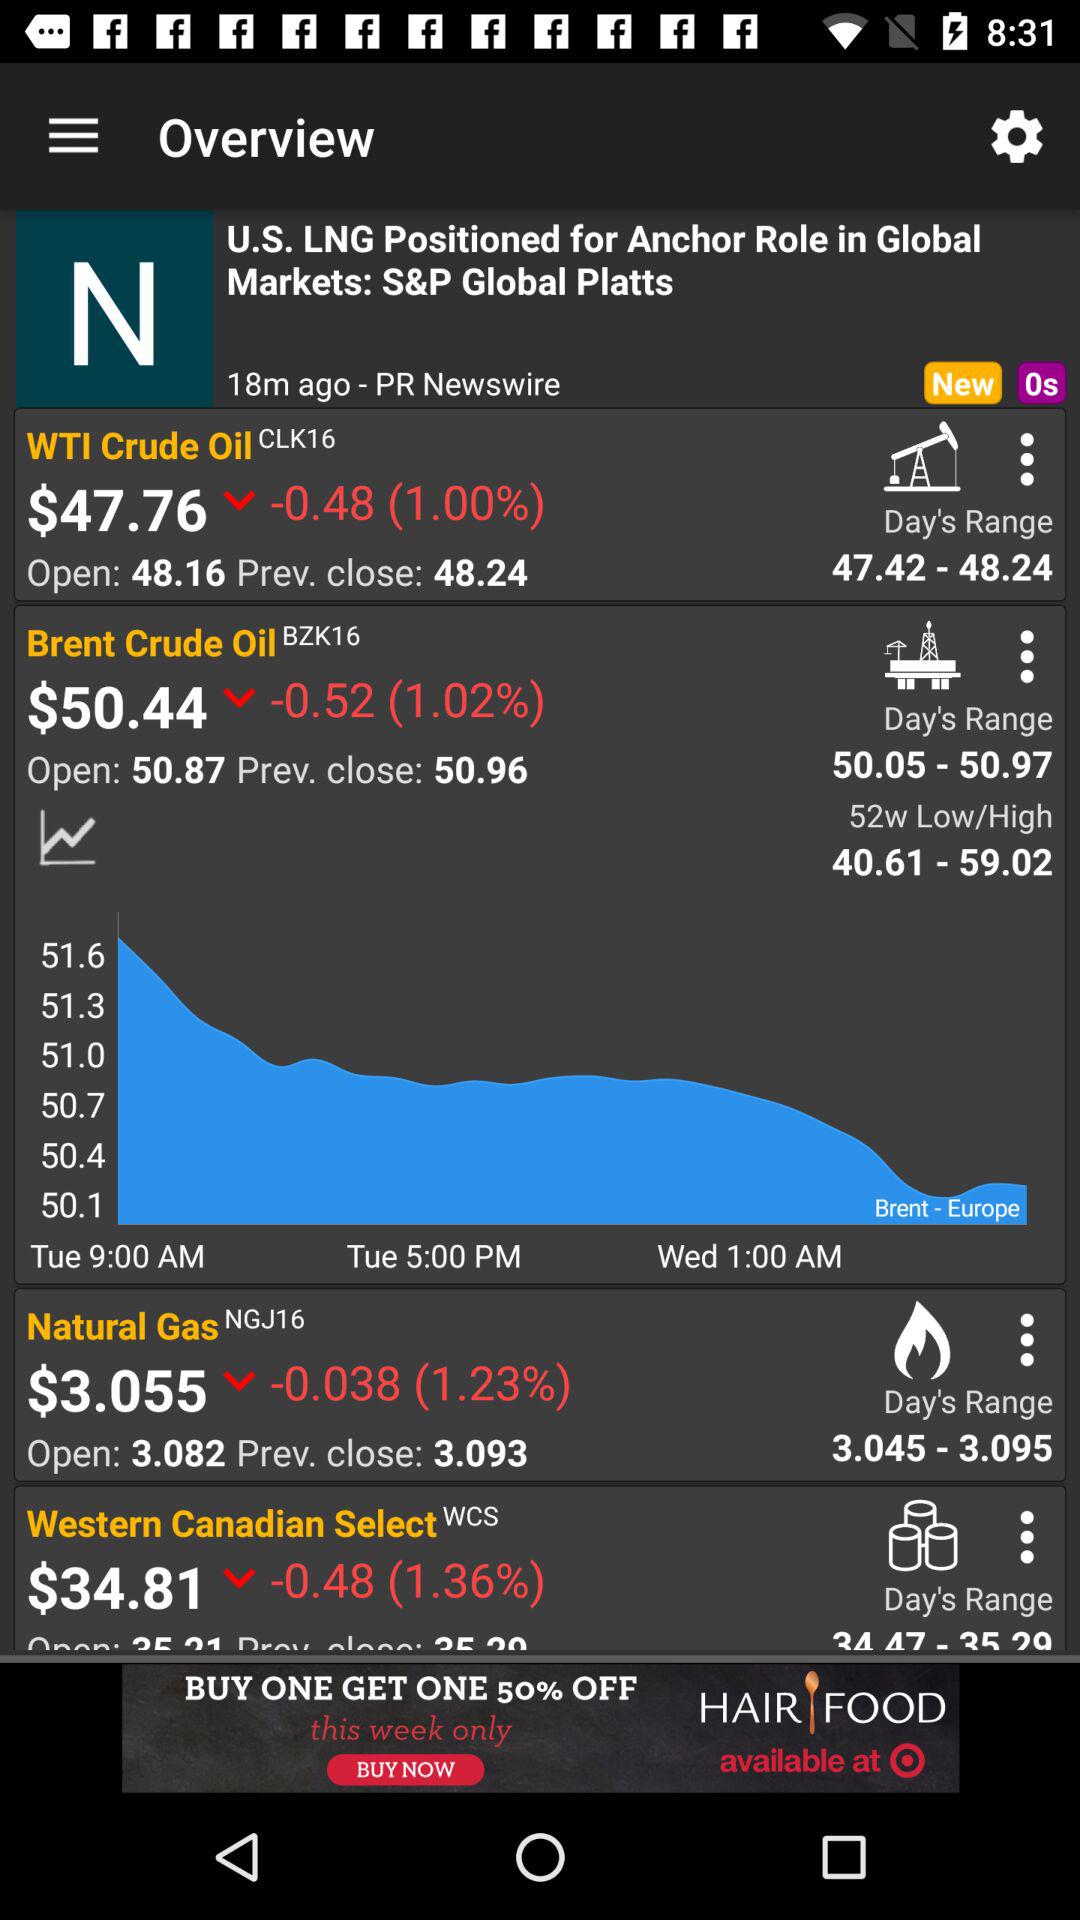 8:31
Overview
N
U.S. LNG Positioned for Anchor Role in Global
Markets: S&P Global Platts
18m ago - PR Newswire
New 0s
WTI Crude Oil CLK16
$47.76 -0.48 (1.00%)
Day's Range
Open: 48.16 Prev. close: 48.24
47.42 - 48.24
Brent Crude Oil BZK16
$50.44 -0.52 (1.02%)
Day's Range
Open: 50.87 Prev. close: 50.96
50.05 - 50.97
52w Low/High
40.61 - 59.02
51.6
51.3
51.0
50.7
50.4
50.1
Brent - Europe
Tue 9:00 AM Tue 5:00 PM Wed 1:00 AM
Natural Gas NGJ16
$3.055 -0.038 (1.23%)
Day's Range
Open: 3.082 Prev. close: 3.093
3.045 - 3.095
Western Canadian Select WCS
$34.81 -0.48 (1.36%)
Day's Range
Open: 35.21 Prev. close: 35.29
34.47 - 35.29
BUY ONE GET ONE 50% OFF
this week only
BUY NOW
HAIR FOOD
available at